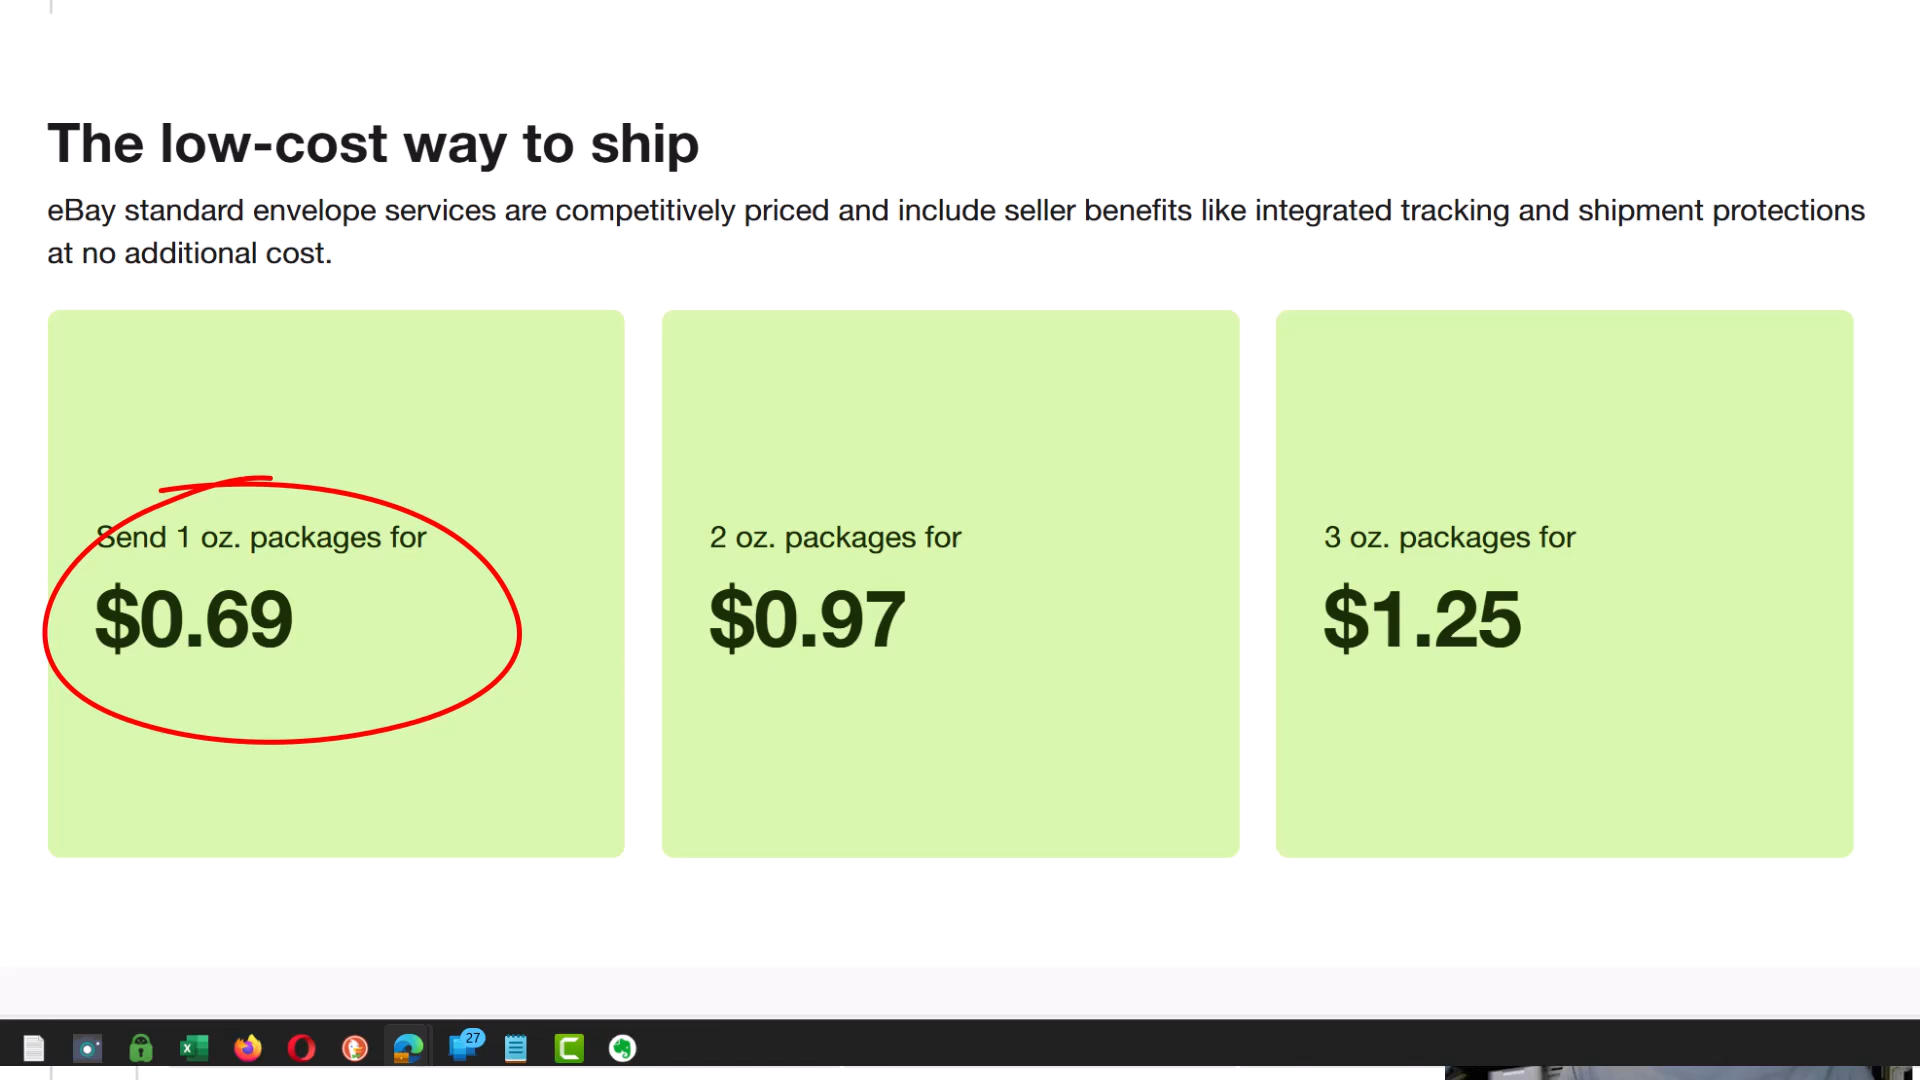 The low-cost way to ship
eBay standard envelope services are competitively priced and include seller benefits like integrated tracking and shipment protections
at no additional cost.
Send 1 oz. packages for
$0.69
2 oz. packages for
$0.97
3 oz. packages for
$1.25
27